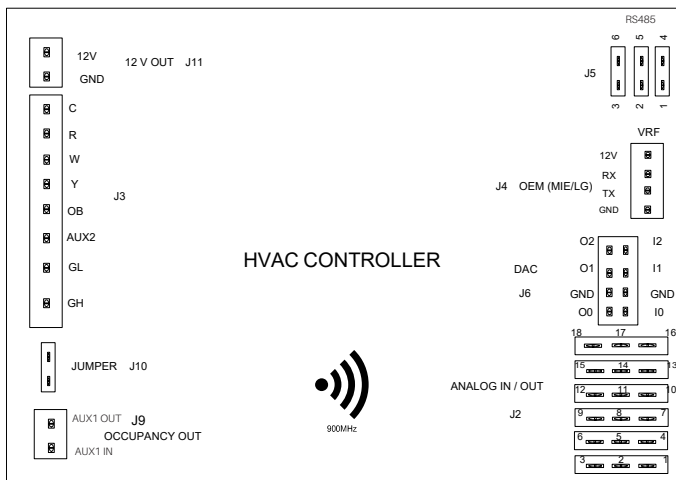 RS485
6 5 4
J5
3 2 1
12V
GND
12 V OUT J11
C
R
W
Y
OB
AUX2
GL
GH
J3
VRF
12V
RX
TX
GND
J4 OEM (MIE/LG)
HVAC CONTROLLER
O2 I2
DAC O1 I1
J6 GND GND
O0 I0
18 17 16
15 14 13
12 11 10
9 8 7
6 5 4
3 2 1
ANALOG IN / OUT
J2
JUMPER J10
AUX1 OUT J9
OCCUPANCY OUT
AUX1 IN
900MHz